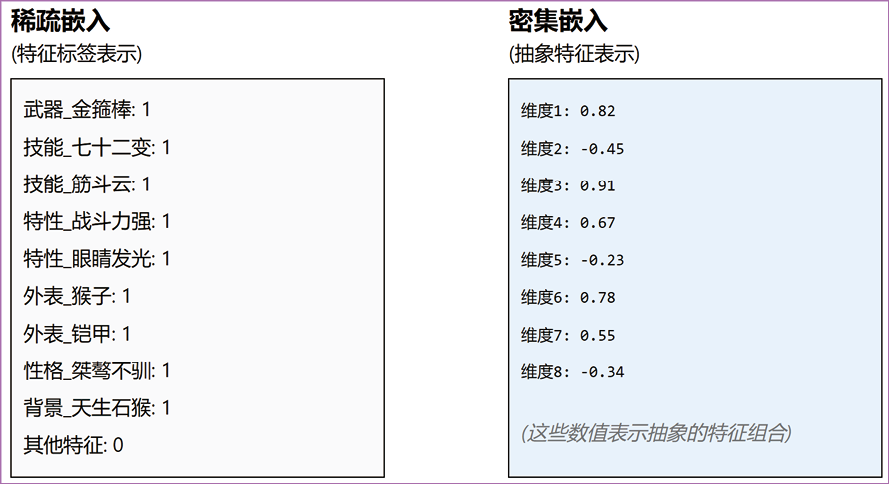 稀疏嵌入
(特征标签表示)
武器_金箍棒: 1
技能_七十二变: 1
技能_筋斗云: 1
特性_战斗力强: 1
特性_眼睛发光: 1
外表_猴子: 1
外表_铠甲: 1
性格_桀骜不驯: 1
背景_天生石猴: 1
其他特征: 0
密集嵌入
(抽象特征表示)
维度1: 0.82
维度2: -0.45
维度3: 0.91
维度4: 0.67
维度5: -0.23
维度6: 0.78
维度7: 0.55
维度8: -0.34
(这些数值表示抽象的特征组合)